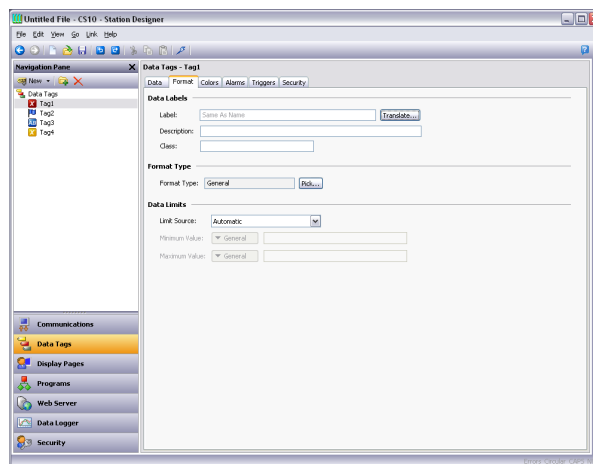 Untitled File - CS10 - Station Designer
File Edit View Go Link Help
Navigation Pane X
New
Data Tags
Tag1
Tag2
Tag3
Tag4
Communications
Data Tags
Display Pages
Programs
Web Server
Data Logger
Security
Data Tags - Tag1
Data Format Colors Alarms Triggers Security
Data Labels
Label: Same As Name Translate...
Description:
Class:
Format Type
Format Type: General Pick...
Data Limits
Limit Source: Automatic
Minimum Value: General
Maximum Value: General